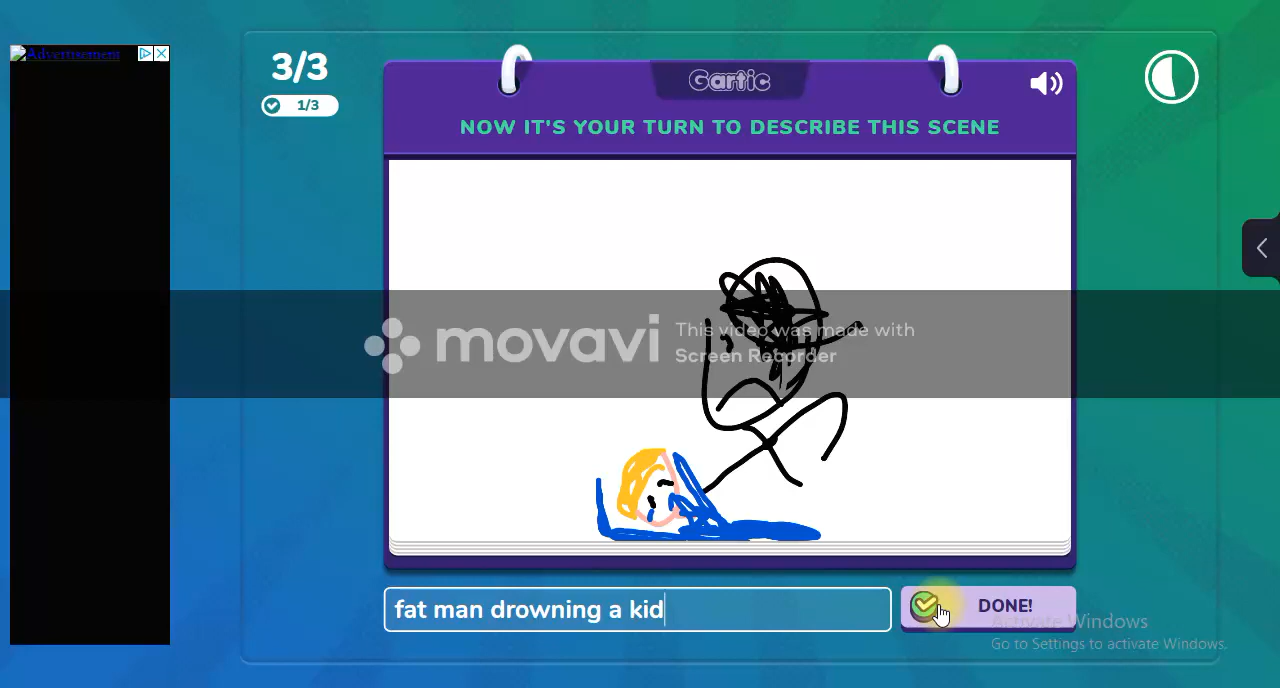 Advertisement
3/3
1/3
Gartic
NOW IT'S YOUR TURN TO DESCRIBE THIS SCENE
movavi
This video was made with
Screen Recorder
fat man drowning a kid
DONE!
Activate Windows
Go to Settings to activate Windows.